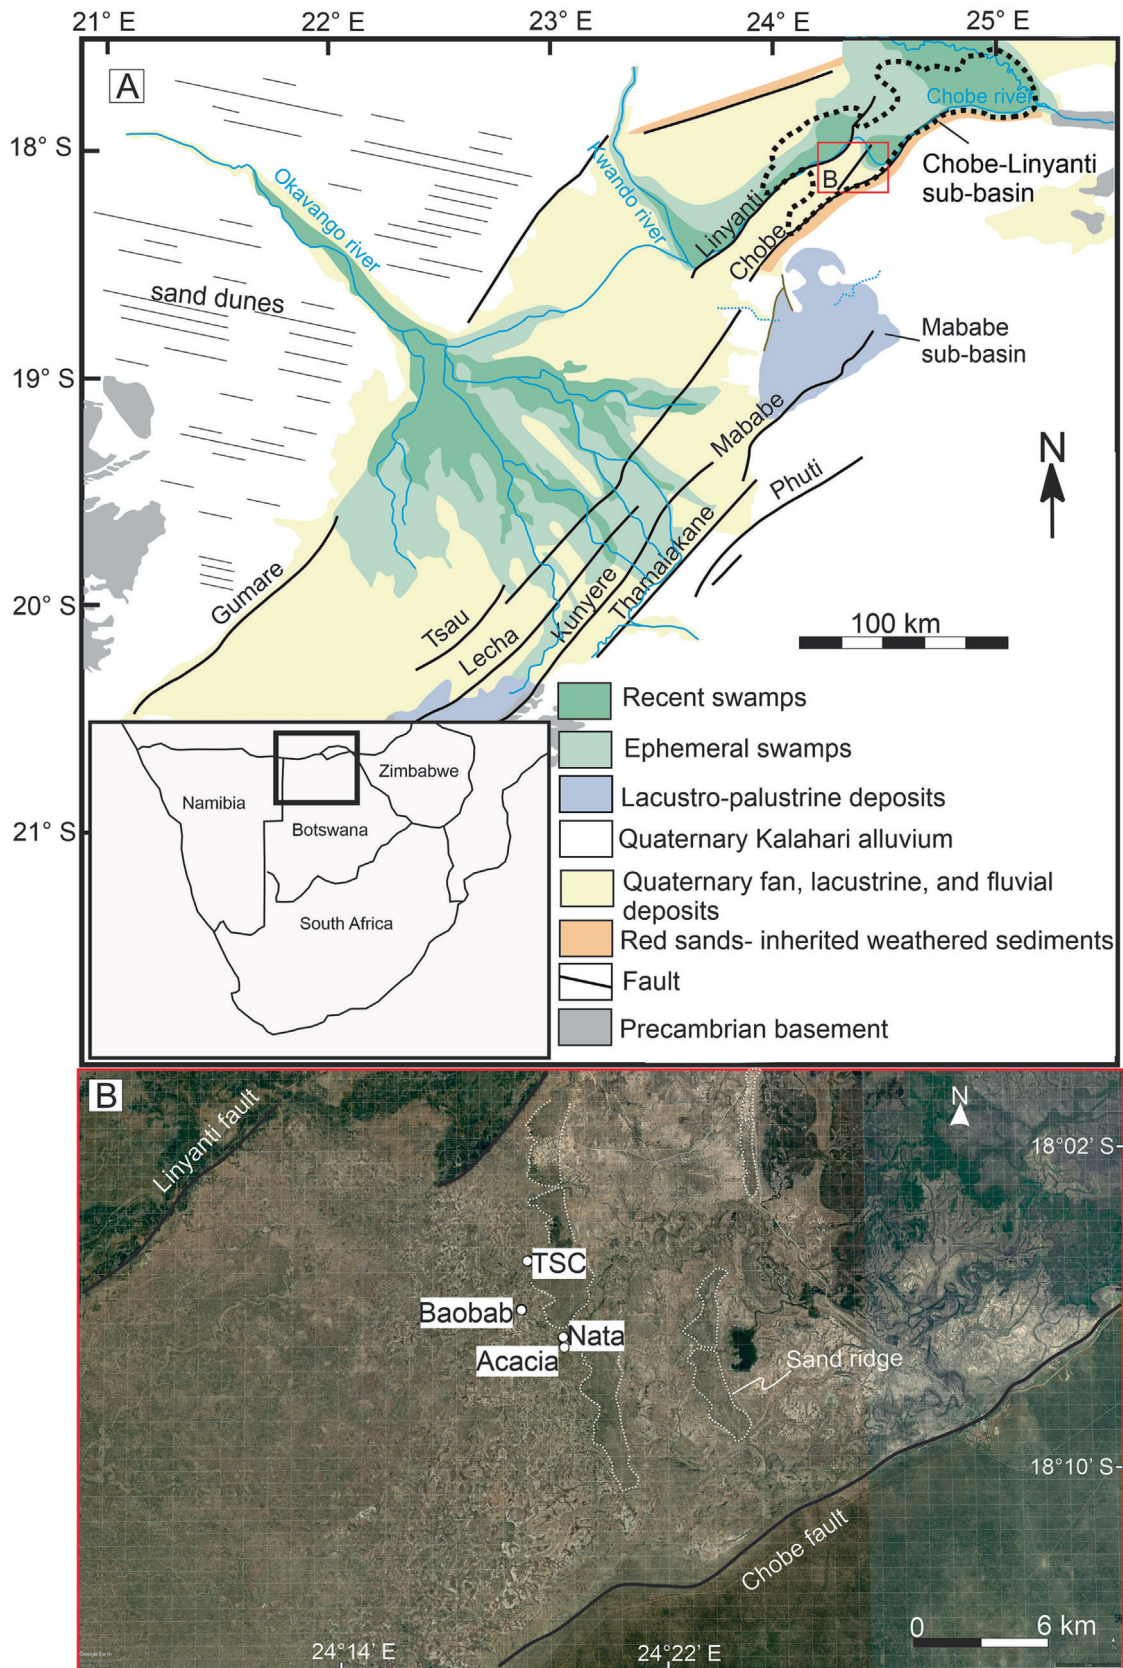 21° E 22° E 23° E 24° E 25° E
A
18° S
19° S
20° S
21° S
Okavango river
Kwando river
Chobe river
Chobe-Linyanti
sub-basin
B
Linyanti
Chobe
sand dunes
Mababe
sub-basin
Mababe
Phuti
N
Gumare
Tsau
Lecha
Kunyere
Thamalakane
100 km
Recent swamps
Ephemeral swamps
Lacustro-palustrine deposits
Quaternary Kalahari alluvium
Quaternary fan, lacustrine, and fluvial
deposits
Red sands- inherited weathered sediments
Fault
Precambrian basement
Namibia
Zimbabwe
Botswana
South Africa
B
Linyanti fault
N
18°02' S
TSC
Baobab
Nata
Acacia
Sand ridge
18°10' S
Chobe fault
0 6 km
24°14' E
24°22' E
Google Earth
N